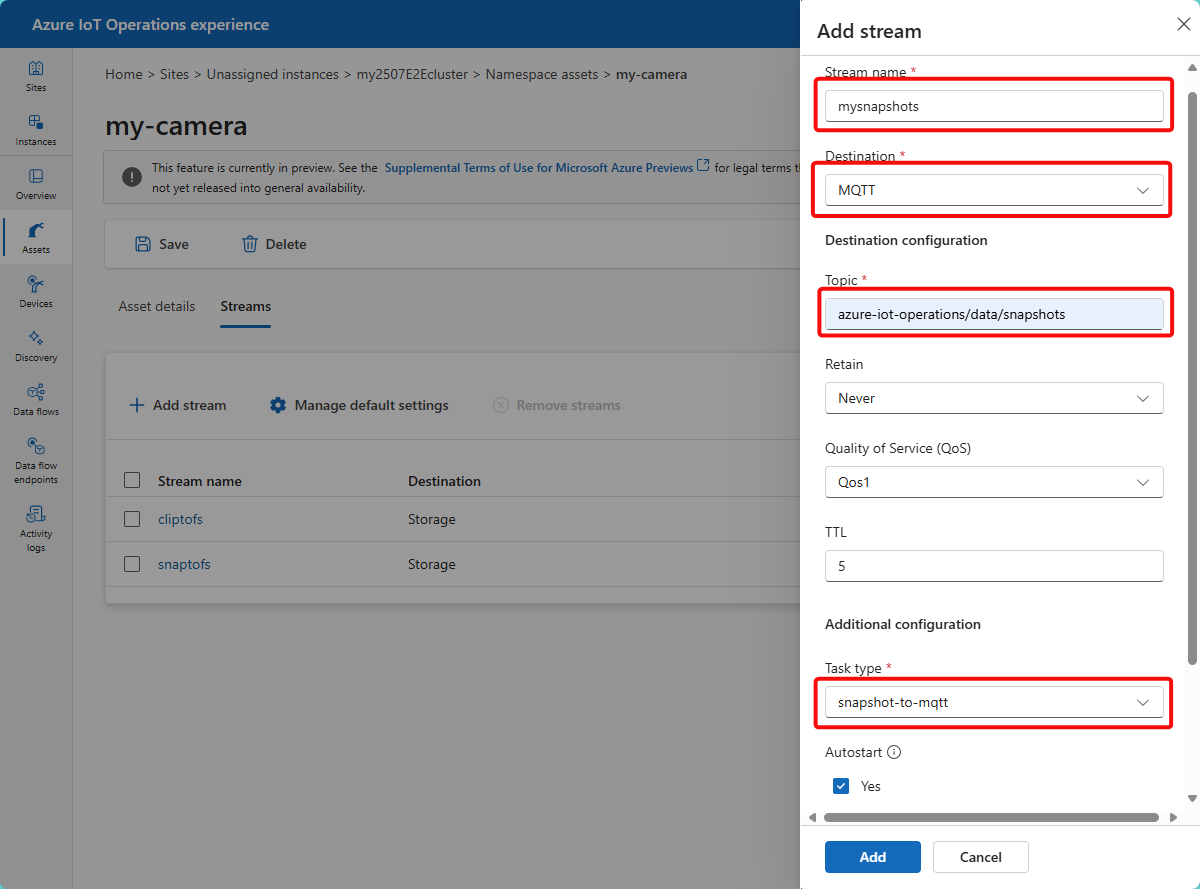 Azure IoT Operations experience
Sites
Instances
Overview
Assets
Devices
Discovery
Data flows
Data flow
endpoints
Activity
logs
Home > Sites > Unassigned instances > my2507E2Ecluster > Namespace assets > my-camera
my-camera
This feature is currently in preview. See the Supplemental Terms of Use for Microsoft Azure Previews for legal terms th
not yet released into general availability.
Save Delete
Asset details Streams
Add stream Manage default settings Remove streams
Stream name Destination
cliptofs Storage
snaptofs Storage
Add stream
Stream name *
mysnapshots
Destination *
MQTT
Destination configuration
Topic *
azure-iot-operations/data/snapshots
Retain
Never
Quality of Service (QoS)
Qos1
TTL
5
Additional configuration
Task type *
snapshot-to-mqtt
Autostart
Yes
Add Cancel